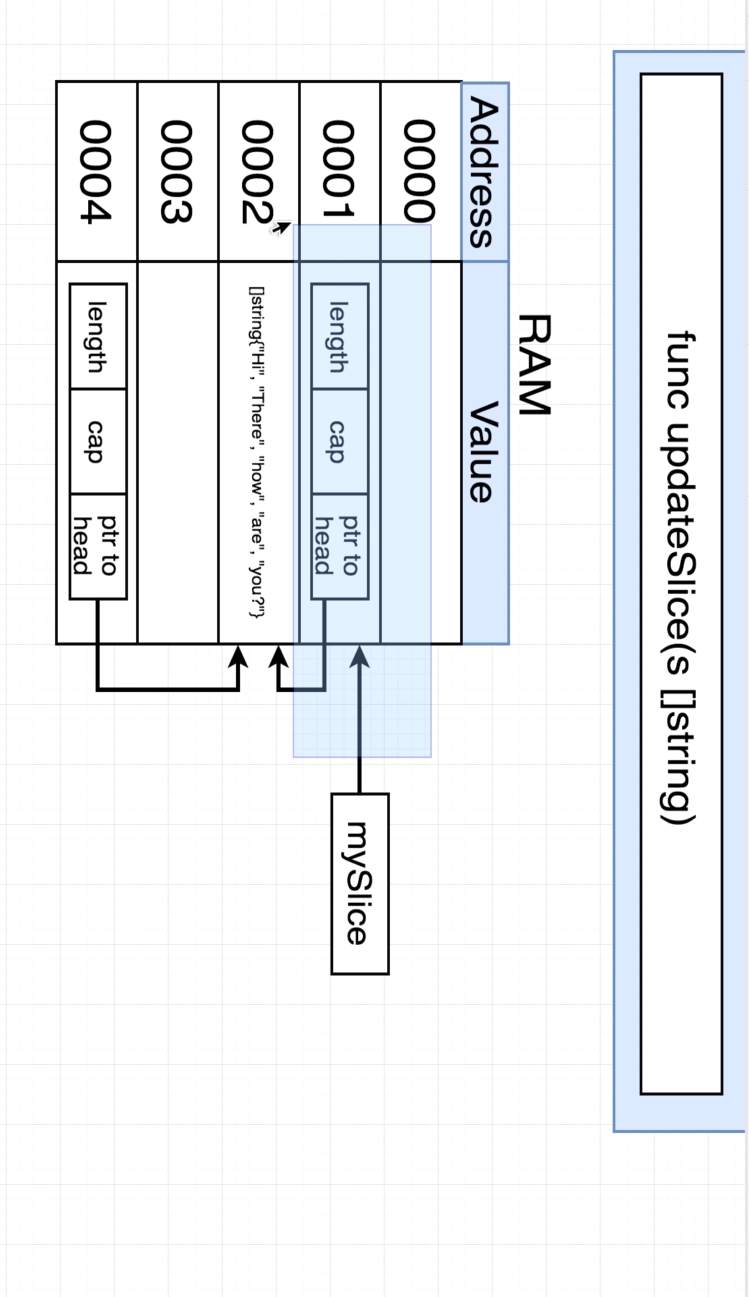 func updateSlice(s []string)
RAM
Address Value
0000
0001 length cap ptr to
head
mySlice
0002 []string{"Hi", "There", "how", "are", "you?"}
0003
0004 length cap ptr to
head